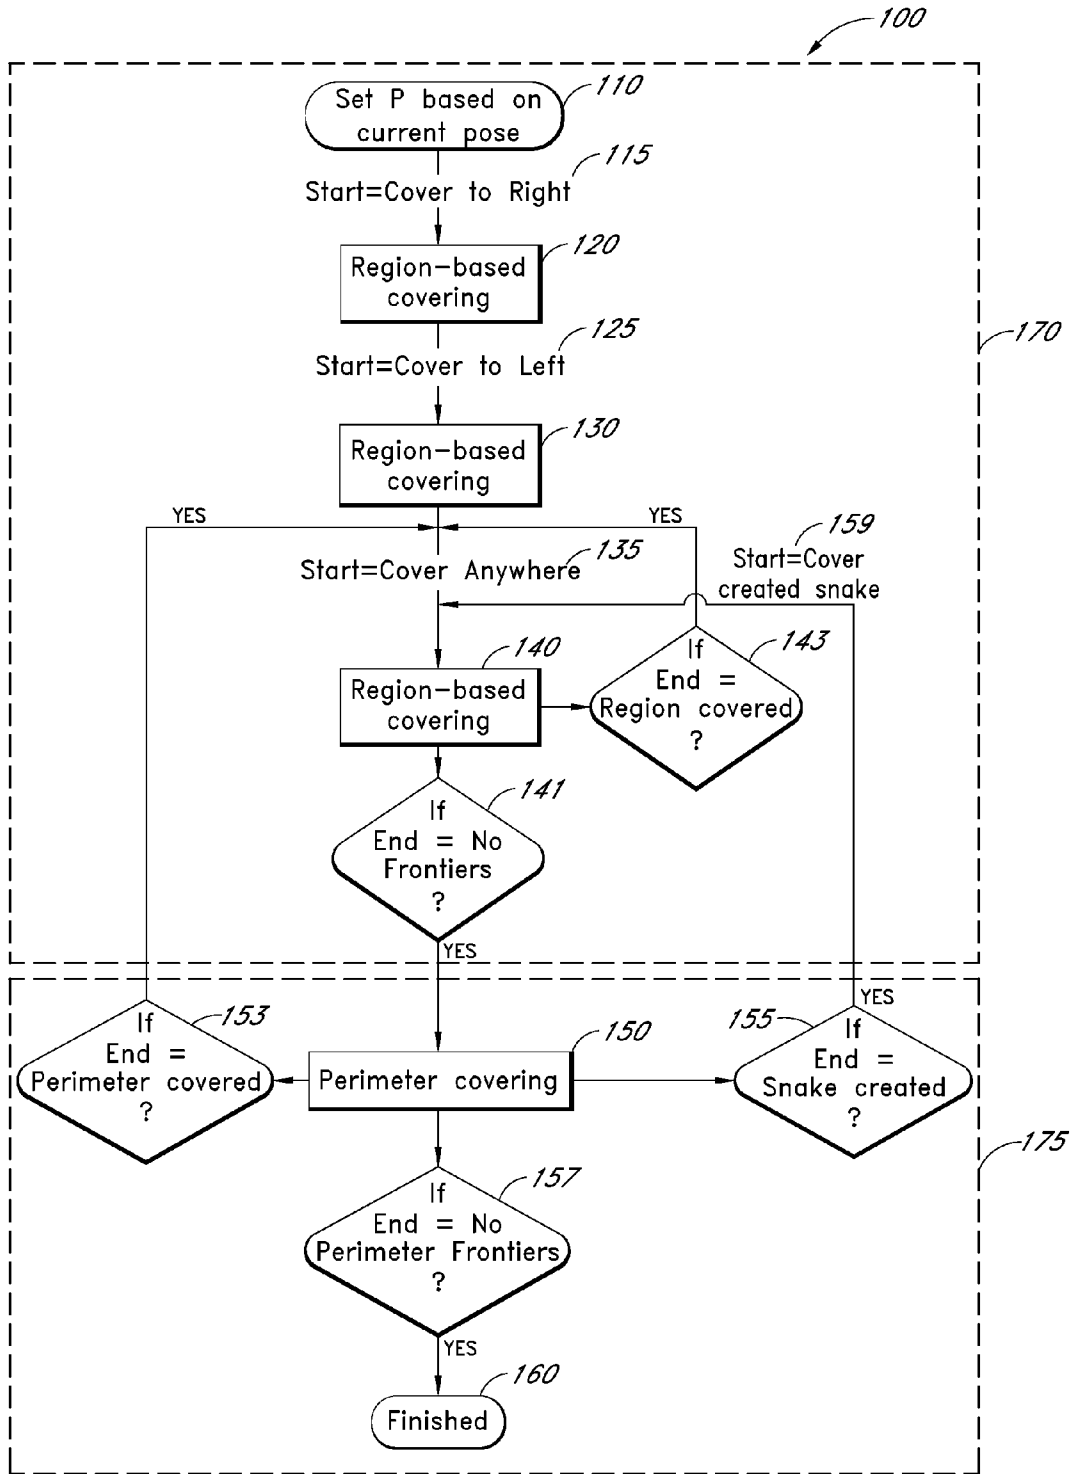 100
Set P based on
current pose
110
115
Start=Cover to Right
120
Region-based
covering
125
Start=Cover to Left
170
130
Region-based
covering
YES
YES
159
Start=Cover
created snake
135
Start=Cover Anywhere
140
Region-based
covering
143
If
End =
Region covered
?
141
If
End = No
Frontiers
?
YES
YES
153
If
End =
Perimeter covered
?
150
Perimeter covering
155
If
End =
Snake created
?
175
157
If
End = No
Perimeter Frontiers
?
YES
160
Finished